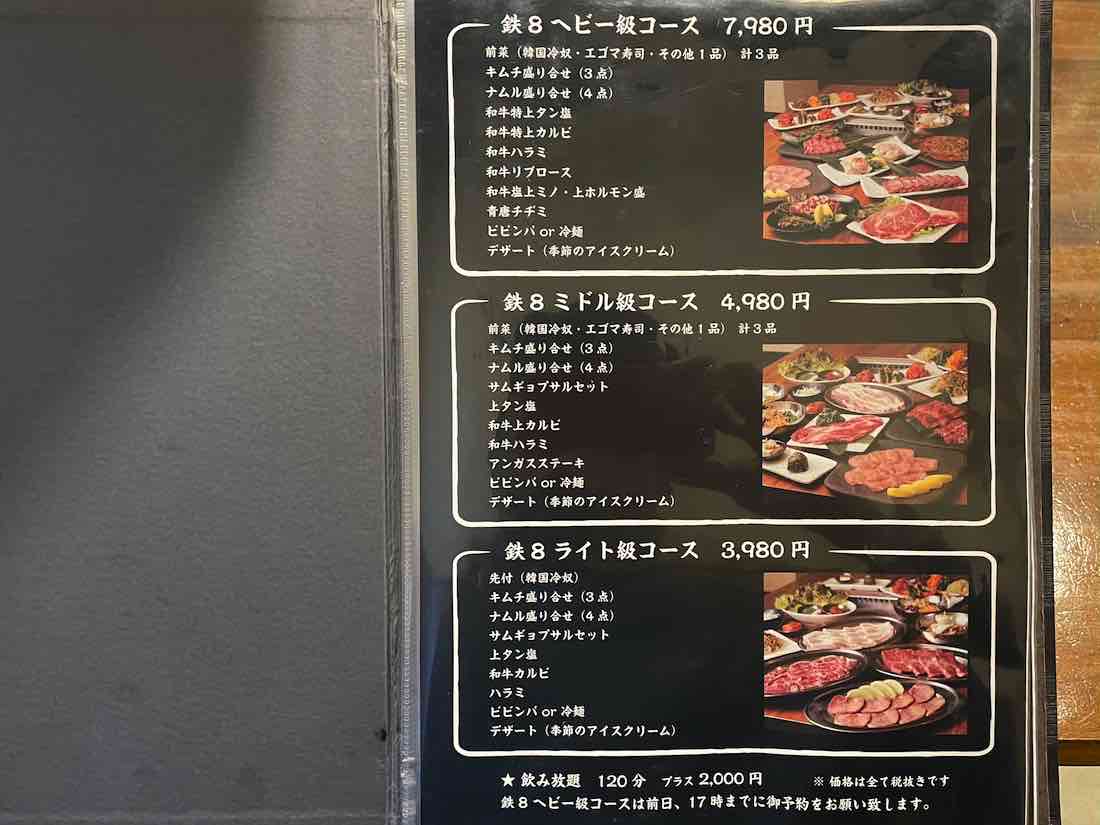 鉄8 ヘビー級コース 7,980円
前菜（韓国冷奴・エゴマ寿司・その他1品） 計3品
キムチ盛り合せ（3点）
ナムル盛り合せ（4点）
和牛特上タン塩
和牛特上カルビ
和牛ハラミ
和牛リブロース
和牛塩上ミノ・上ホルモン盛
青唐チヂミ
ビビンバ or 冷麺
デザート（季節のアイスクリーム）
鉄8 ミドル級コース 4,980円
前菜（韓国冷奴・エゴマ寿司・その他1品） 計3品
キムチ盛り合せ（3点）
ナムル盛り合せ（4点）
サムギョプサルセット
上タン塩
和牛上カルビ
和牛ハラミ
アンガスステーキ
ビビンバ or 冷麺
デザート（季節のアイスクリーム）
鉄8 ライト級コース 3,980円
先付（韓国冷奴）
キムチ盛り合せ（3点）
ナムル盛り合せ（4点）
サムギョプサルセット
上タン塩
和牛カルビ
ハラミ
ビビンバ or 冷麺
デザート（季節のアイスクリーム）
★ 飲み放題 120分 プラス 2,000円 ※ 価格は全て税抜きです
鉄8ヘビー級コースは前日、17時までに御予約をお願い致します。